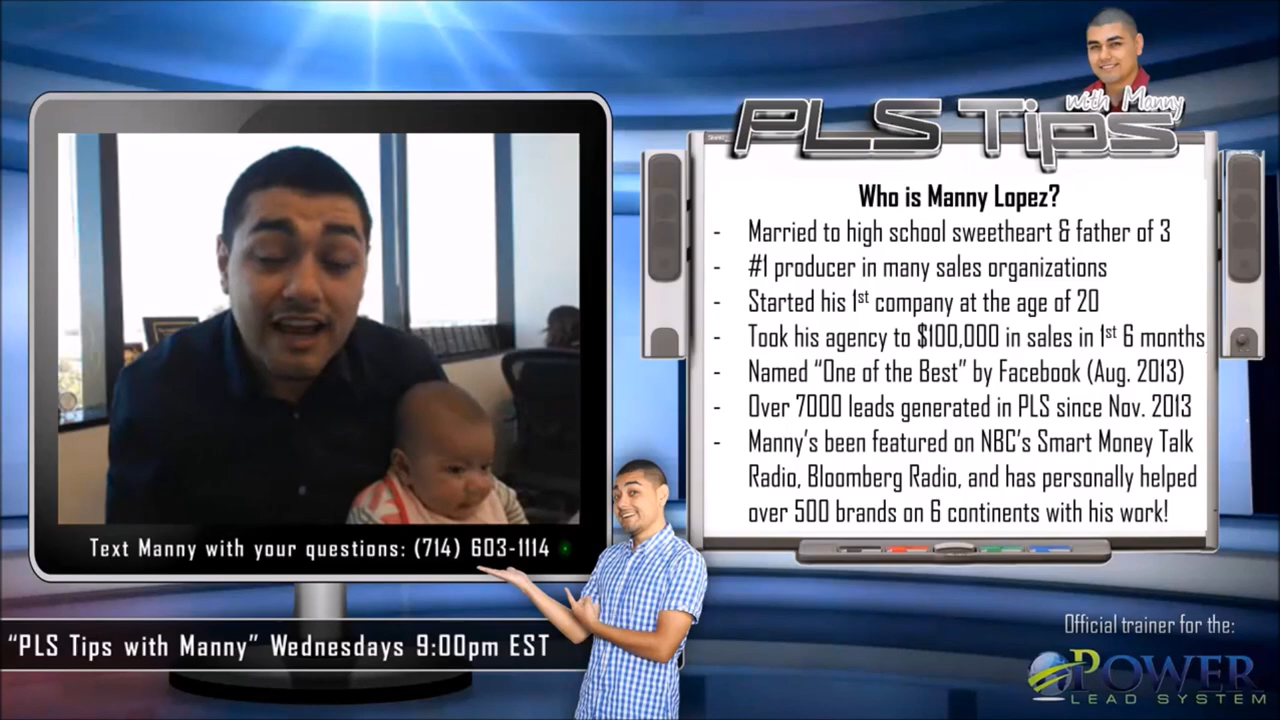 with Manny
PLS Tips
Who is Manny Lopez?
- Married to high school sweetheart & father of 3
- #1 producer in many sales organizations
- Started his 1st company at the age of 20
- Took his agency to $100,000 in sales in 1st 6 months
- Named “One of the Best” by Facebook (Aug. 2013)
- Over 7000 leads generated in PLS since Nov. 2013
- Manny's been featured on NBC's Smart Money Talk
Radio, Bloomberg Radio, and has personally helped
over 500 brands on 6 continents with his work!
Text Manny with your questions: (714) 603-1114
“PLS Tips with Manny” Wednesdays 9:00pm EST
Official trainer for the:
POWER
LEAD SYSTEM